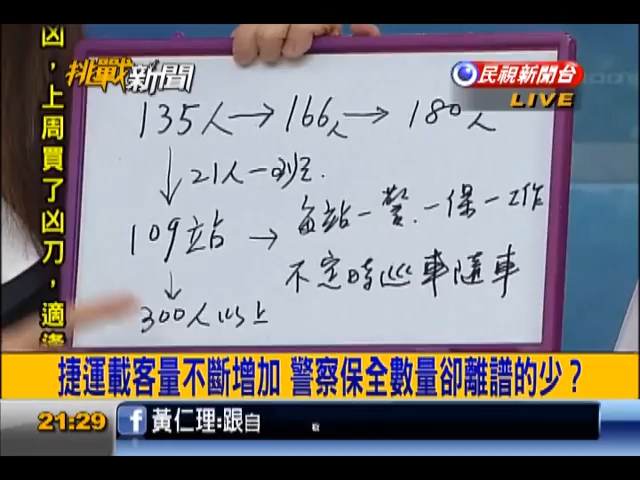 凶，上周買了凶刀，適逢
挑戰新聞
民視新聞台
LIVE
135人→166人→180人
↓21人一班.
109站→每站一警.一保一工作
不定時巡車隨車
↓
300人以上
捷運載客量不斷增加 警察保全數量卻離譜的少？
21:29
f 黃仁理:跟自